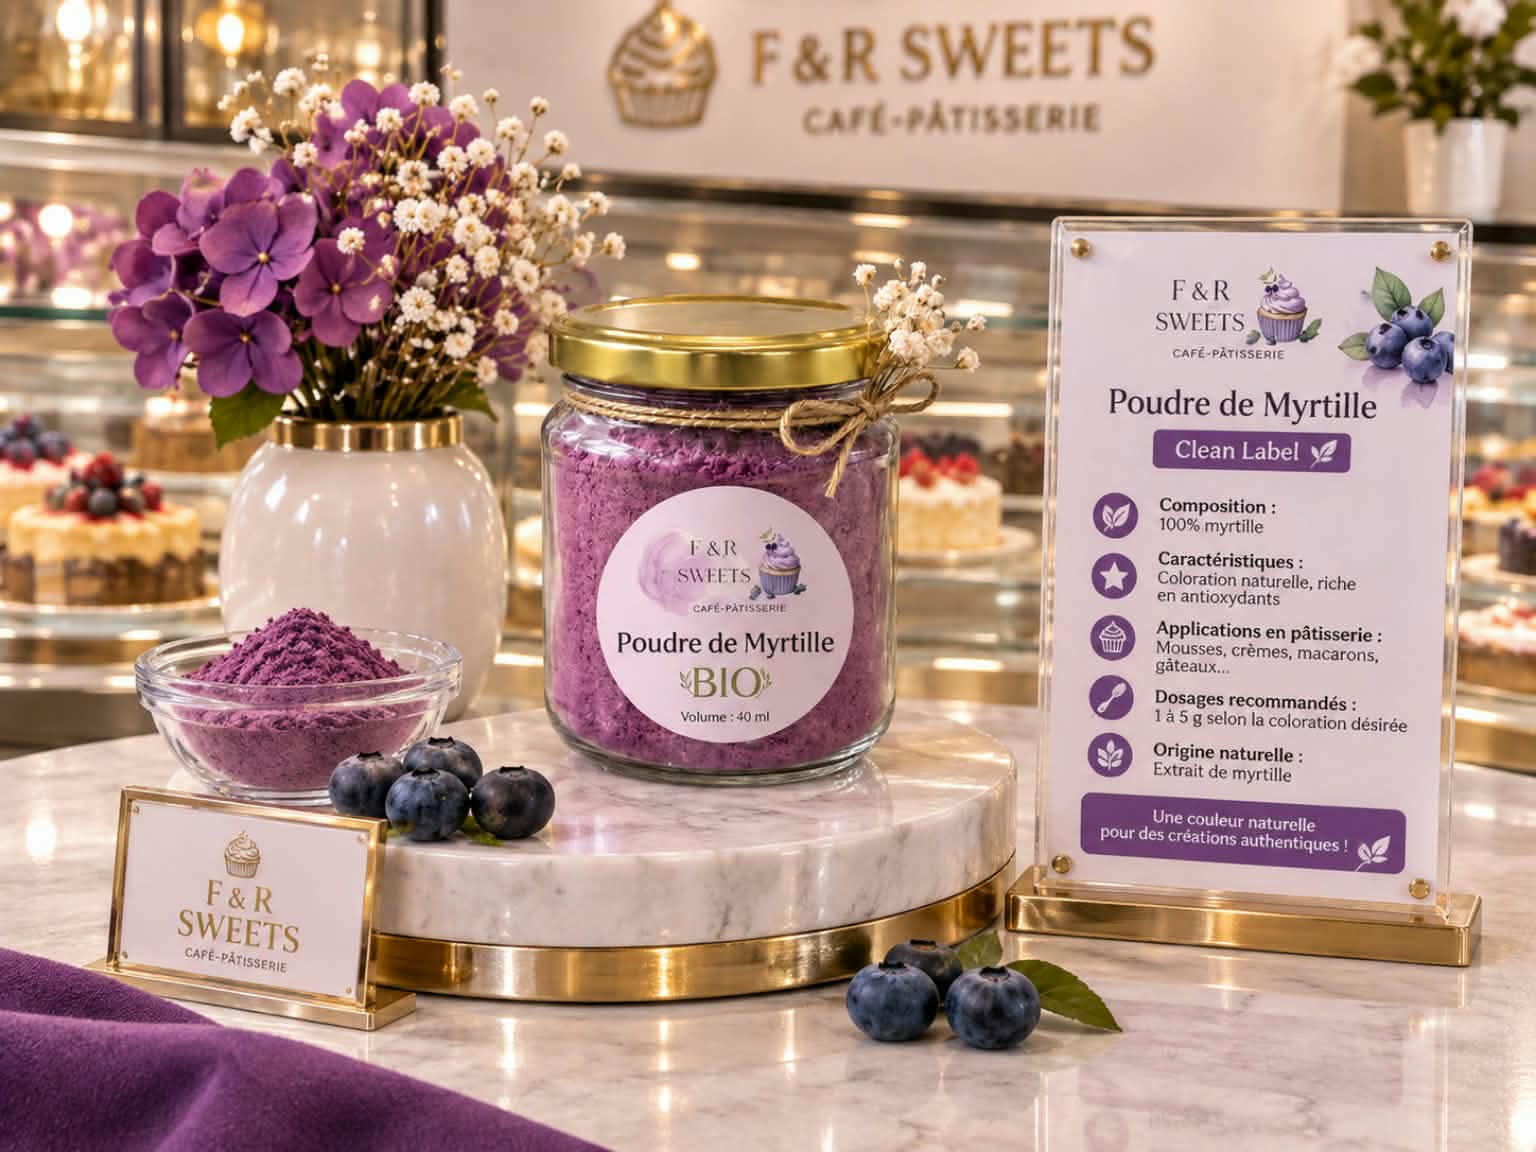 F & R SWEETS
CAFÉ-PÂTISSERIE
F & R
SWEETS
CAFÉ-PÂTISSERIE
Poudre de Myrtille
BIO
Volume : 40 ml
F & R
SWEETS
CAFÉ-PÂTISSERIE
F & R
SWEETS
CAFÉ-PÂTISSERIE
Poudre de Myrtille
Clean Label
Composition :
100% myrtille
Caractéristiques :
Coloration naturelle, riche
en antioxydants
Applications en pâtisserie :
Mousses, crèmes, macarons,
gâteaux...
Dosages recommandés :
1 à 5 g selon la coloration désirée
Origine naturelle :
Extrait de myrtille
Une couleur naturelle
pour des créations authentiques !